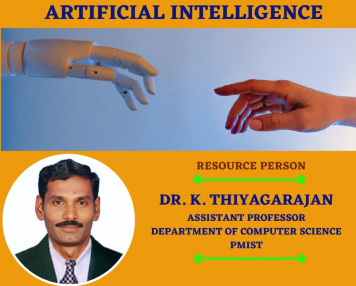 ARTIFICIAL INTELLIGENCE
RESOURCE PERSON
DR. K. THIYAGARAJAN
ASSISTANT PROFESSOR
DEPARTMENT OF COMPUTER SCIENCE
PMIST